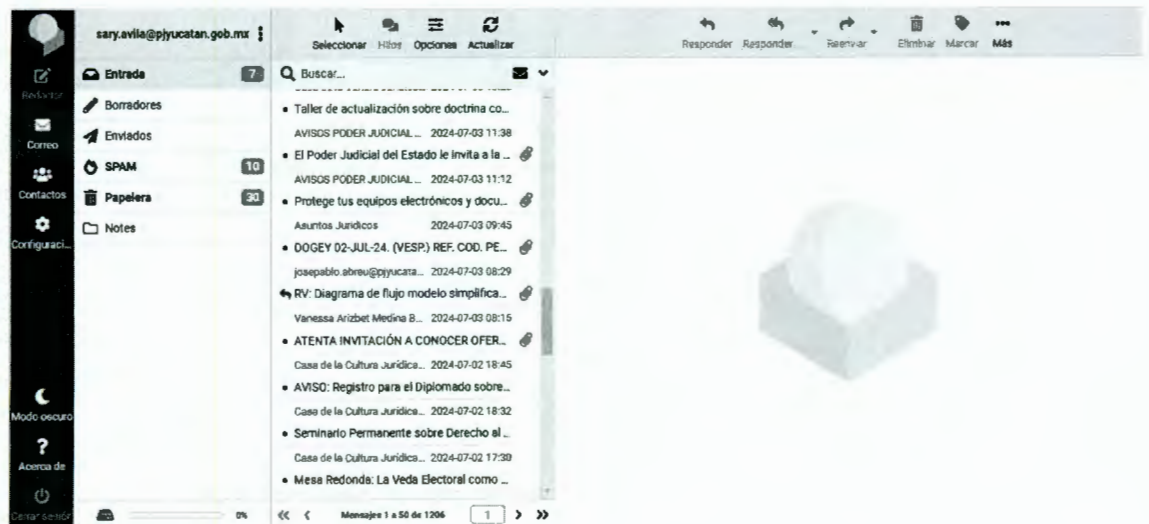 sary.avila@pjyucatan.gob.mx
Seleccionar Hilos Opciones Actualizar
Responder Responder... Reenviar Eliminar Marcar Más
Redactar
Correo
Contactos
Configuraci...
Modo oscuro
Acerca de
Cerrar sesión
Entrada 7
Borradores
Enviados
SPAM 10
Papelera 30
Notes
0%
Buscar...
Taller de actualización sobre doctrina co...
AVISOS PODER JUDICIAL ... 2024-07-03 11:38
El Poder Judicial del Estado le invita a la ...
AVISOS PODER JUDICIAL ... 2024-07-03 11:12
Protege tus equipos electrónicos y docu...
Asuntos Juridicos 2024-07-03 09:45
DOGEY 02-JUL-24. (VESP.) REF. COD. PE...
josepablo.abreu@pjyucata... 2024-07-03 08:29
RV: Diagrama de flujo modelo simplifica...
Vanessa Arizbet Medina B... 2024-07-03 08:15
ATENTA INVITACIÓN A CONOCER OFER...
Casa de la Cultura Jurídica... 2024-07-02 18:45
AVISO: Registro para el Diplomado sobre...
Casa de la Cultura Jurídica... 2024-07-02 18:32
Seminario Permanente sobre Derecho al ...
Casa de la Cultura Jurídica... 2024-07-02 17:39
Mesa Redonda: La Veda Electoral como ...
Mensajes 1 a 50 de 1206 1